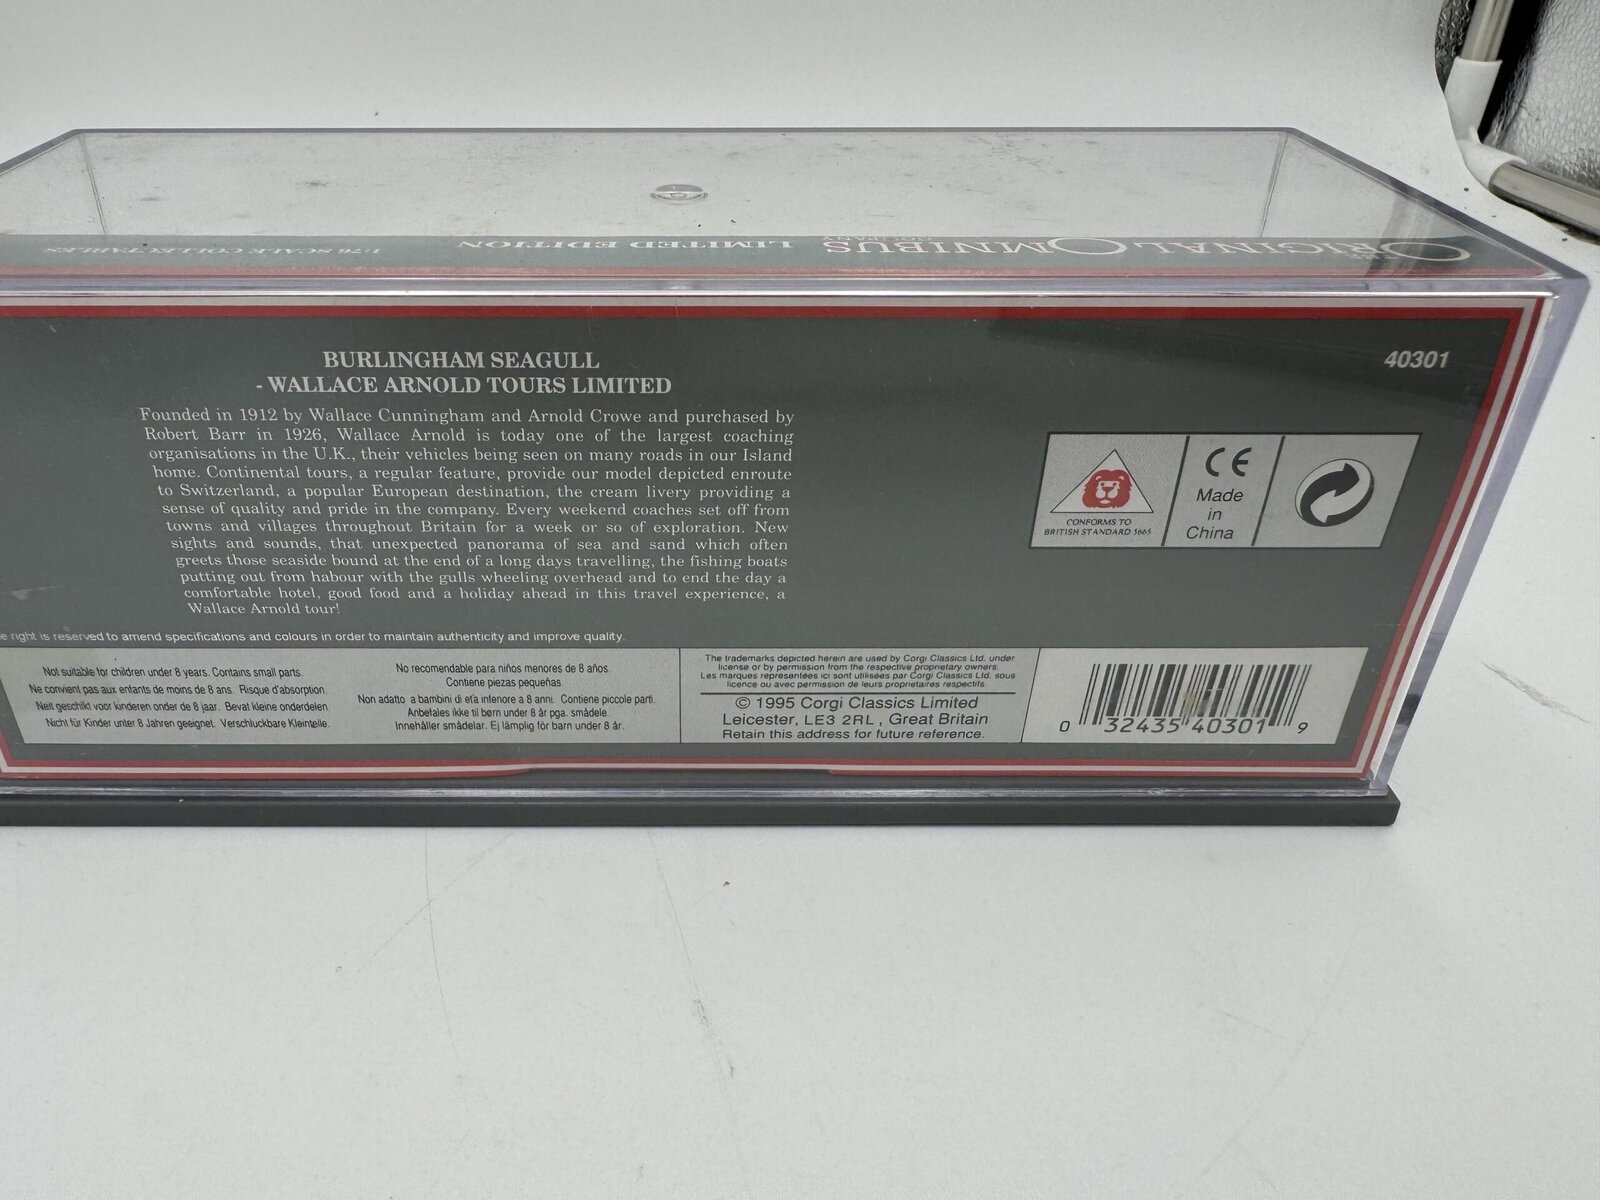 THE ORIGINAL OMNIBUS COMPANY LIMITED EDITION 1:76 SCALE COLLECTABLES
BURLINGHAM SEAGULL
- WALLACE ARNOLD TOURS LIMITED
40301
Founded in 1912 by Wallace Cunningham and Arnold Crowe and purchased by
Robert Barr in 1926, Wallace Arnold is today one of the largest coaching
organisations in the U.K., their vehicles being seen on many roads in our Island
home. Continental tours, a regular feature, provide our model depicted enroute
to Switzerland, a popular European destination, the cream livery providing a
sense of quality and pride in the company. Every weekend coaches set off from
towns and villages throughout Britain for a week or so of exploration. New
sights and sounds, that unexpected panorama of sea and sand which often
greets those seaside bound at the end of a long days travelling, the fishing boats
putting out from habour with the gulls wheeling overhead and to end the day a
comfortable hotel, good food and a holiday ahead in this travel experience, a
Wallace Arnold tour!
CONFORMS TO
BRITISH STANDARD 5665
CE
Made
in
China
right is reserved to amend specifications and colours in order to maintain authenticity and improve quality.
Not suitable for children under 8 years. Contains small parts.
Ne convient pas aux enfants de moins de 8 ans. Risque d'absorption.
Neit geschikt voor kinderen onder de 8 jaar. Bevat kleine onderdelen.
Nicht für Kinder unter 8 Jahren geeignet. Verschluckbare Kleinteile.
No recomendable para niños menores de 8 años.
Contiene piezas pequeñas.
Non adatto a bambini di età inferiore a 8 anni. Contiene piccole parti.
Anbefales ikke til børn under 8 år pga. smådele.
Innehåller smådelar. Ej lämplig för barn under 8 år.
The trademarks depicted herein are used by Corgi Classics Ltd. under
license or by permission from the respective proprietary owners.
Les marques représentées ici sont utilisées par Corgi Classics Ltd. sous
licence ou avec permission de leurs propriétaires respectifs.
© 1995 Corgi Classics Limited
Leicester, LE3 2RL, Great Britain
Retain this address for future reference.
0 32435 40301 9